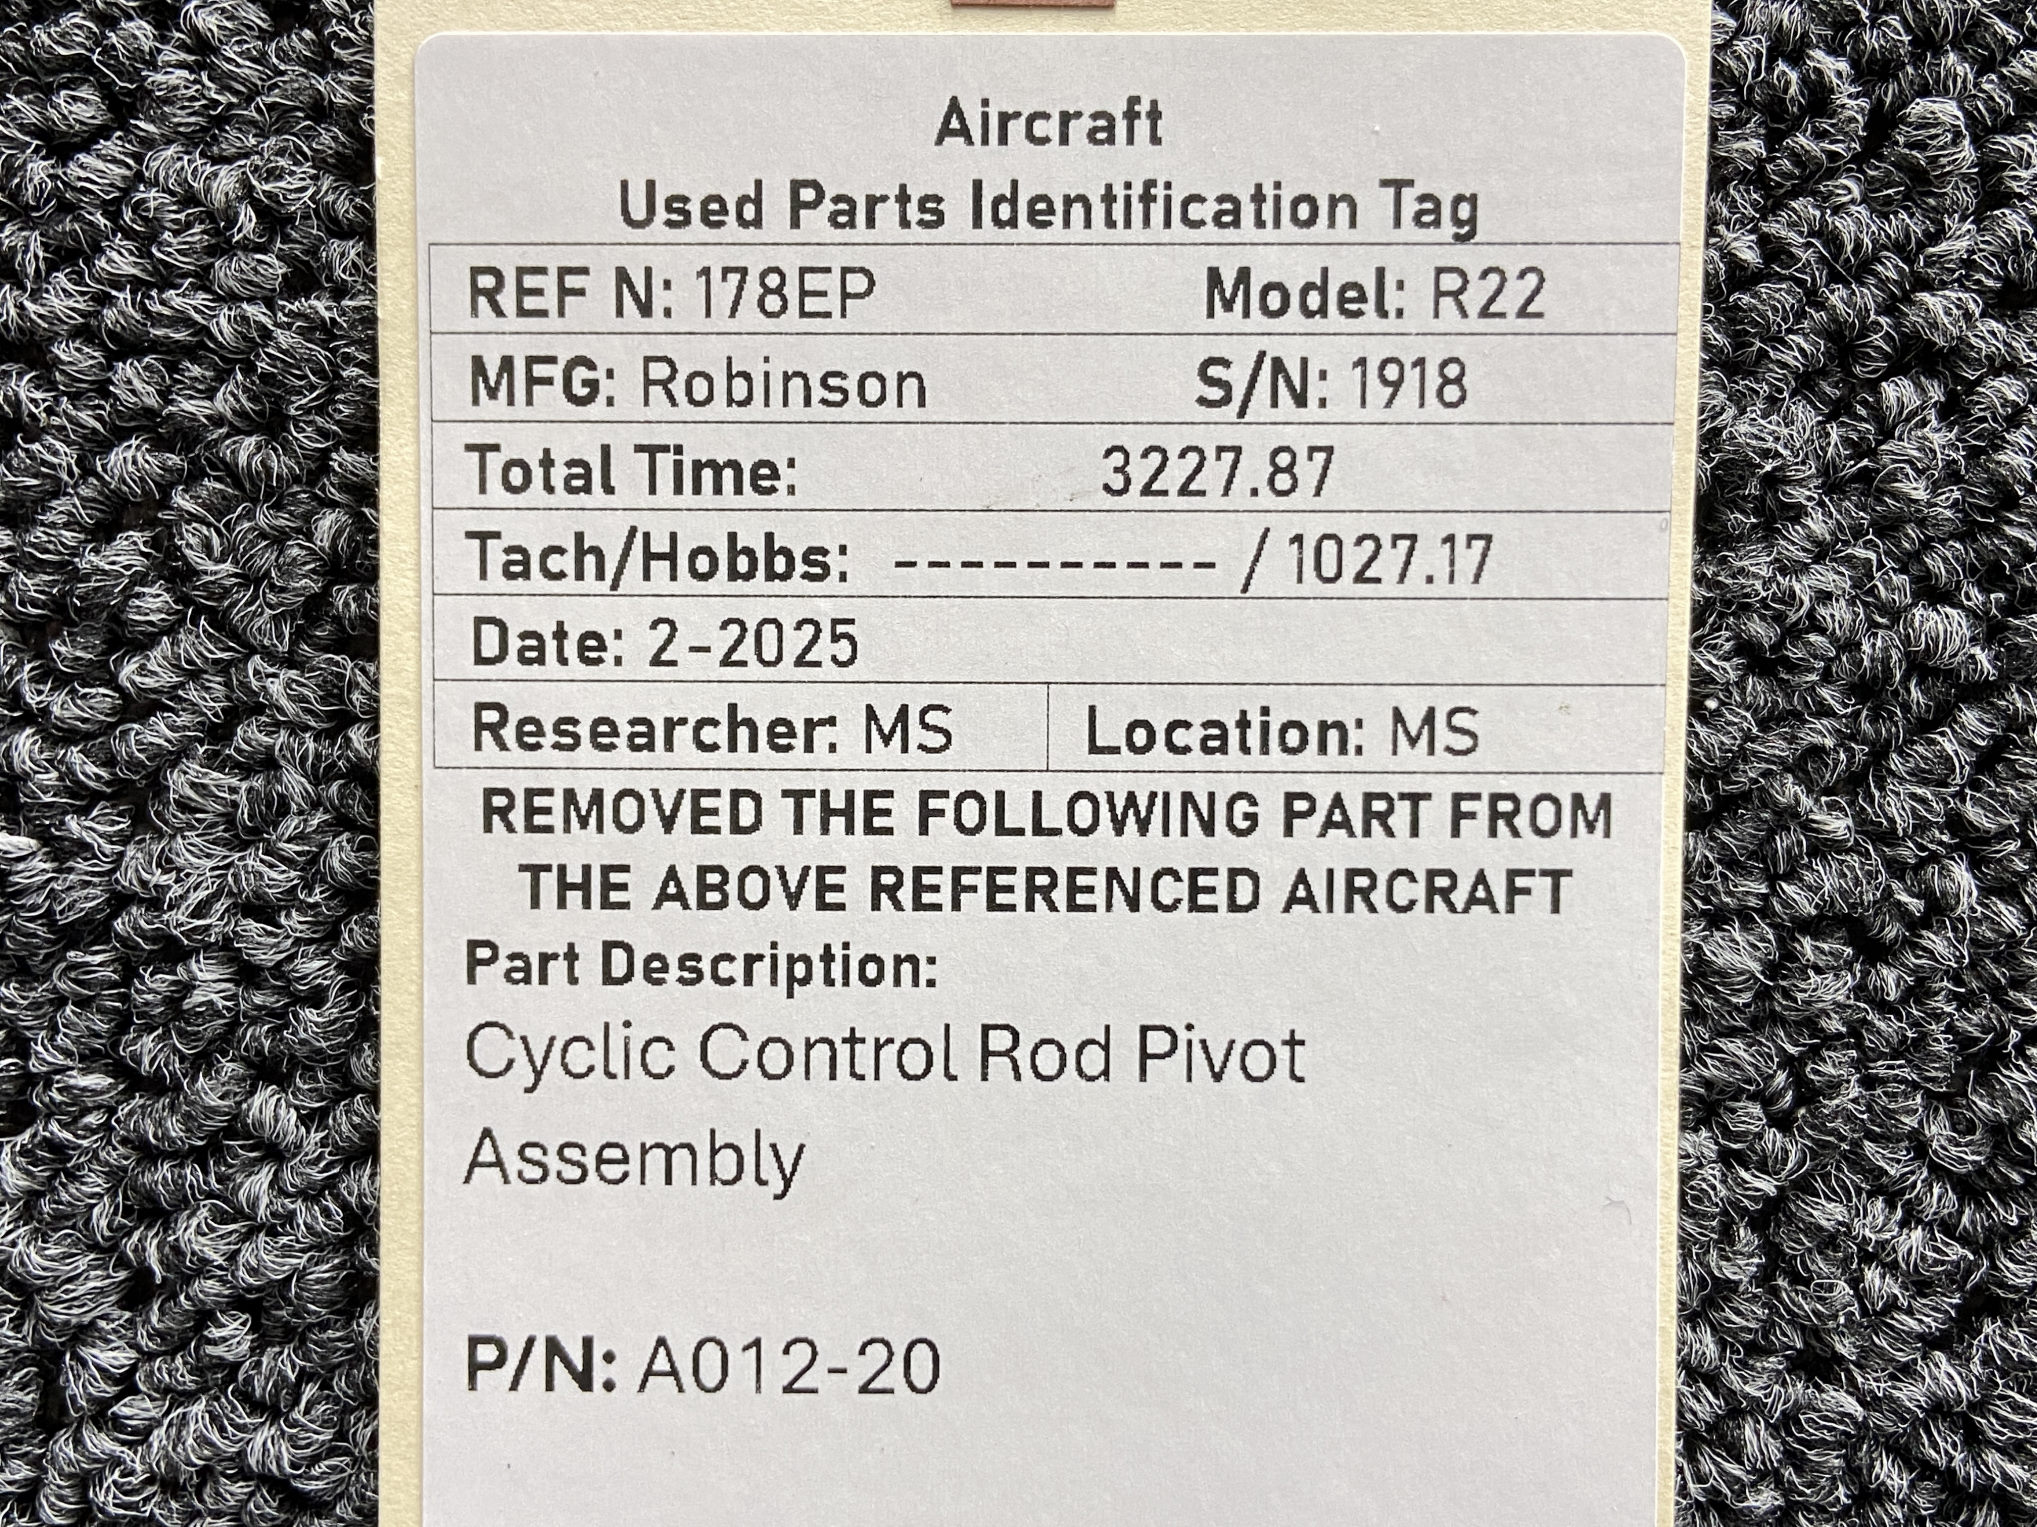 Aircraft
Used Parts Identification Tag
REF N: 178EP Model: R22
MFG: Robinson S/N: 1918
Total Time: 3227.87
Tach/Hobbs: ---------- / 1027.17
Date: 2-2025
Researcher: MS Location: MS
REMOVED THE FOLLOWING PART FROM
THE ABOVE REFERENCED AIRCRAFT
Part Description:
Cyclic Control Rod Pivot
Assembly
P/N: A012-20